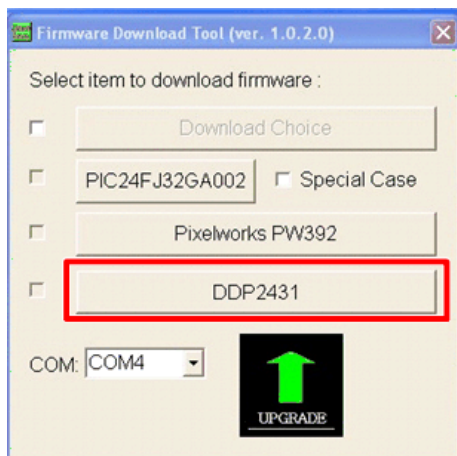 Firmware Download Tool (ver. 1.0.2.0)
Select item to download firmware :
Download Choice
PIC24FJ32GA002 Special Case
Pixelworks PW392
DDP2431
COM: COM4
UPGRADE